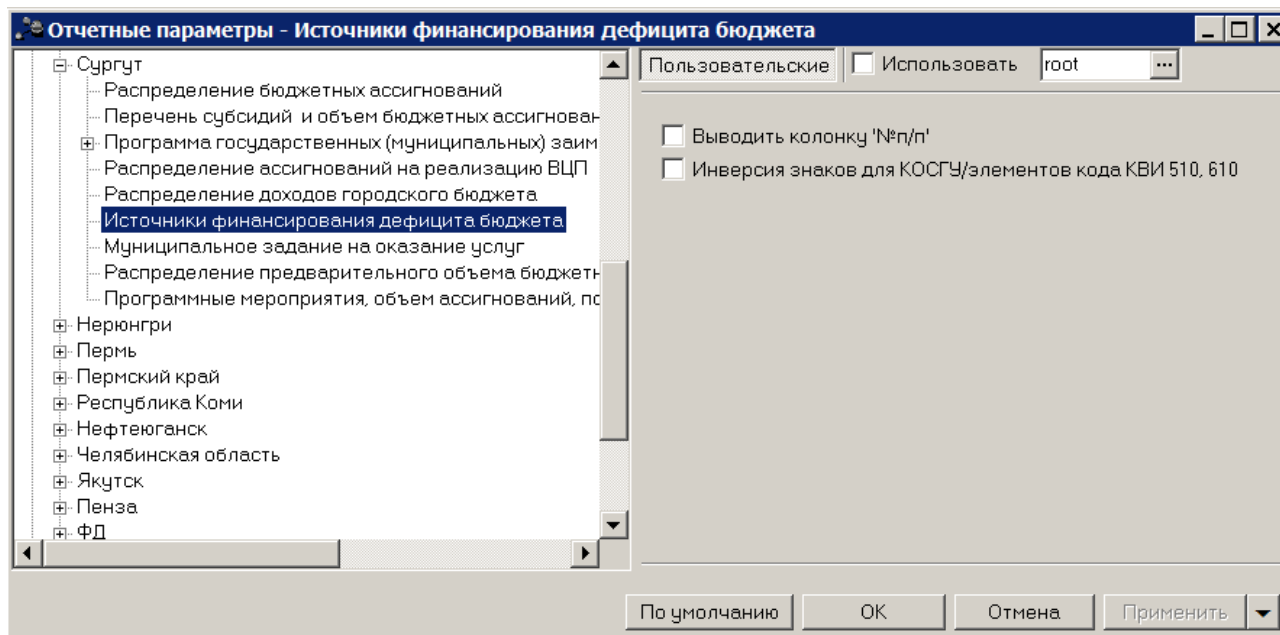 Отчетные параметры - Источники финансирования дефицита бюджета
Сургут
Распределение бюджетных ассигнований
Перечень субсидий и объем бюджетных ассигнован
Программа государственных (муниципальных) заим
Распределение ассигнований на реализацию ВЦП
Распределение доходов городского бюджета
Источники финансирования дефицита бюджета
Муниципальное задание на оказание услуг
Распределение предварительного объема бюджетн
Программные мероприятия, объем ассигнований, по
Нерюнгри
Пермь
Пермский край
Республика Коми
Нефтеюганск
Челябинская область
Якутск
Пенза
ФД
Пользовательские Использовать root ...
Выводить колонку '№п/п'
Инверсия знаков для КОСГУ/элементов кода КВИ 510, 610
По умолчанию OK Отмена Применить